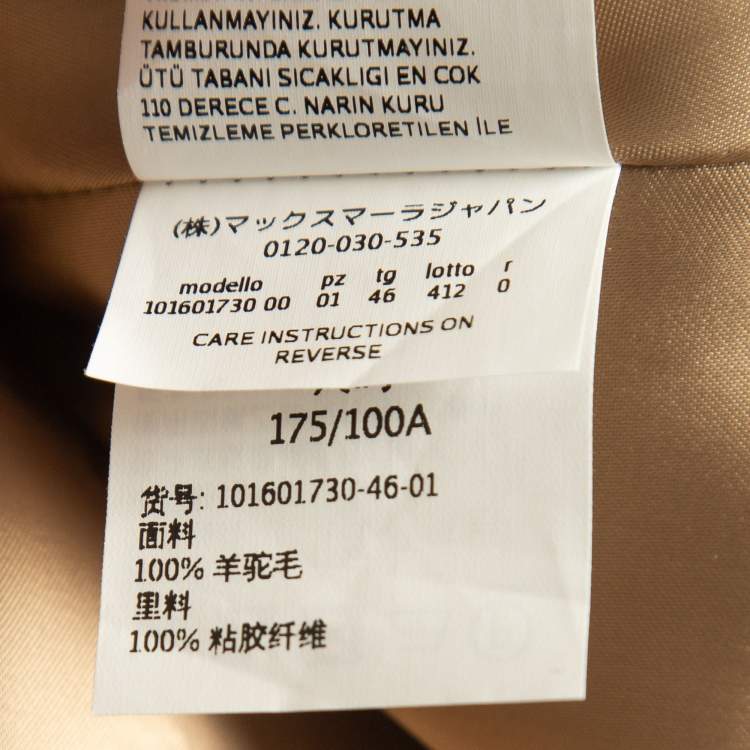 KULLANMAYINIZ. KURUTMA
TAMBURUNDA KURUTMAYINIZ.
ÜTÜ TABANI SICAKLIGI EN COK
110 DERECE C. NARIN KURU
TEMIZLEME PERKLORETILEN İLE
(株)マックスマーラジャパン
0120-030-535
modello pz tg lotto r
101601730 00 01 46 412 0
CARE INSTRUCTIONS ON
REVERSE
175/100A
货号: 101601730-46-01
面料
100% 羊驼毛
里料
100% 粘胶纤维